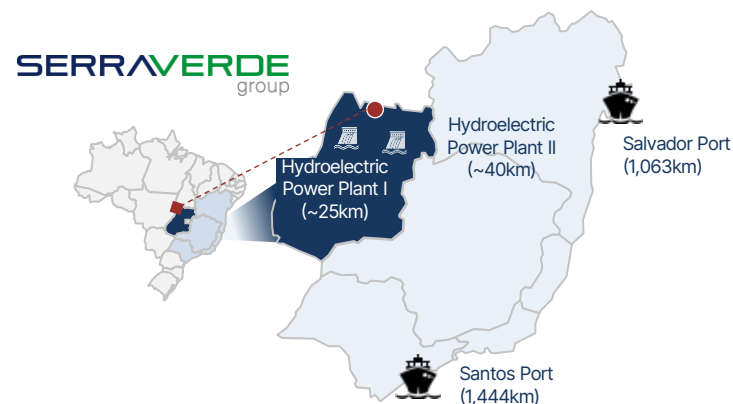 SERRAVERDE
group
Hydroelectric
Power Plant I
(~25km)
Hydroelectric
Power Plant II
(~40km)
Salvador Port
(1,063km)
Santos Port
(1,444km)